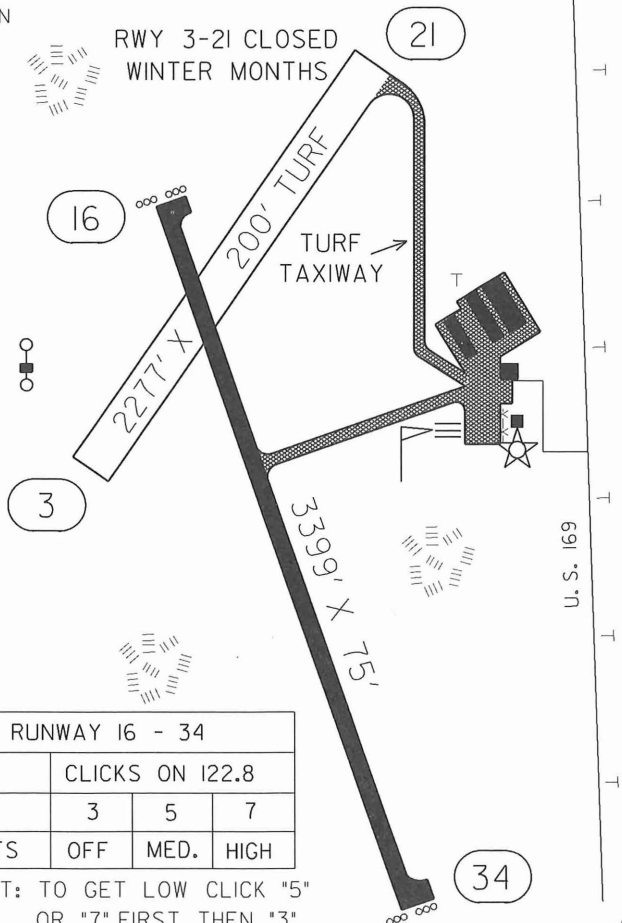 N
RWY 3-21 CLOSED
WINTER MONTHS
21
16
2277' X 200' TURF
TURF
TAXIWAY
3
3399' X 75'
U.S. 169
RUNWAY 16 - 34
CLICKS ON 122.8
3 5 7
TS OFF MED. HIGH
T: TO GET LOW CLICK "5"
OR "7" FIRST THEN "3"
34